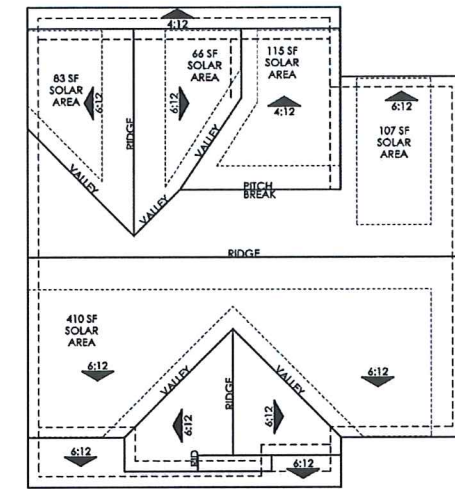 4:12
83 SF
SOLAR
AREA
6:12
RIDGE
6:12
66 SF
SOLAR
AREA
115 SF
SOLAR
AREA
4:12
6:12
107 SF
SOLAR
AREA
VALLEY
VALLEY
VALLEY
PITCH
BREAK
RIDGE
410 SF
SOLAR
AREA
6:12
VALLEY
RIDGE
VALLEY
6:12
6:12
6:12
6:12
RID
6:12